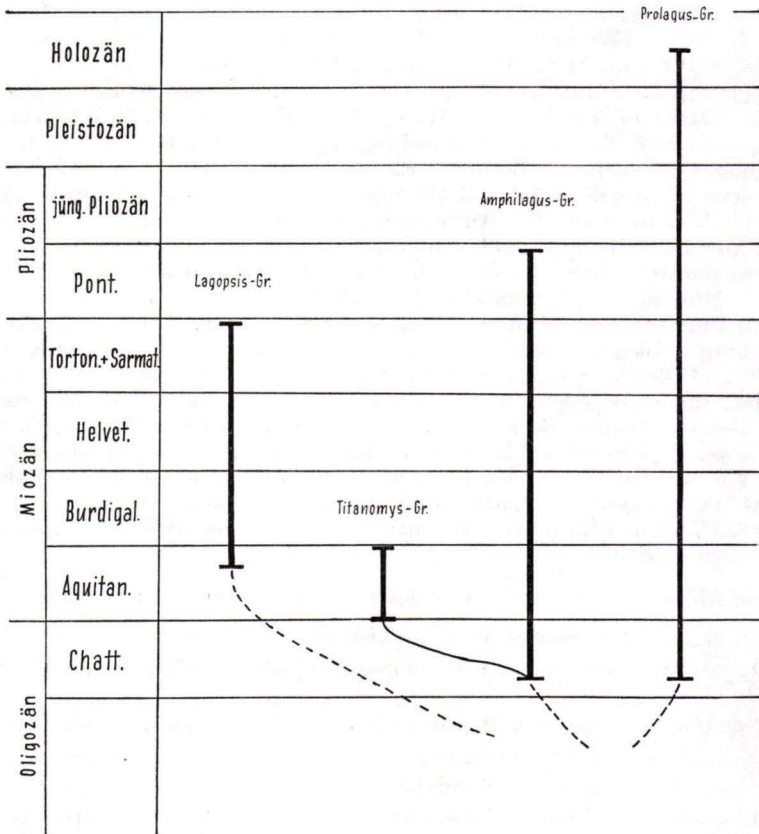 Prolagus-Gr.
Holozän
Pleistozän
Pliozän
jüng. Pliozän
Amphilagus-Gr.
Pont.
Lagopsis-Gr.
Miozän
Torton.+Sarmat.
Helvet.
Burdigal.
Titanomys-Gr.
Aquitan.
Oligozän
Chatt.